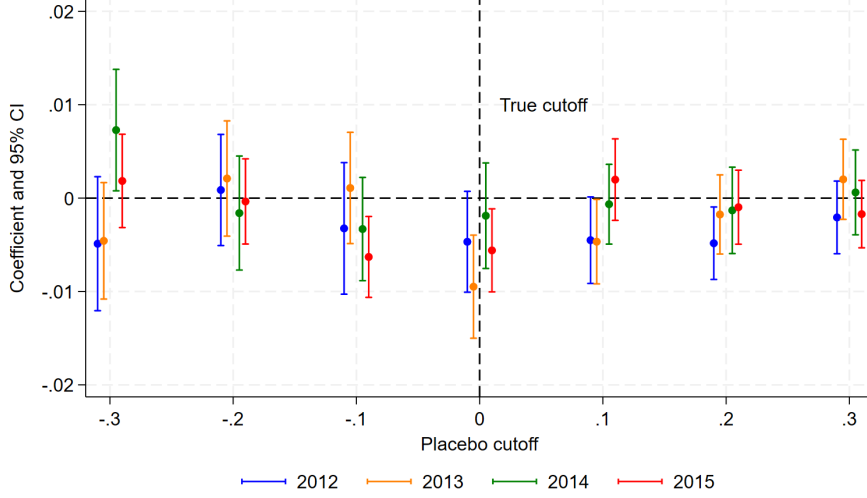 .02
.01
0
-.01
-.02
Coefficient and 95% CI
True cutoff
-.3 -.2 -.1 0 .1 .2 .3
Placebo cutoff
2012 2013 2014 2015